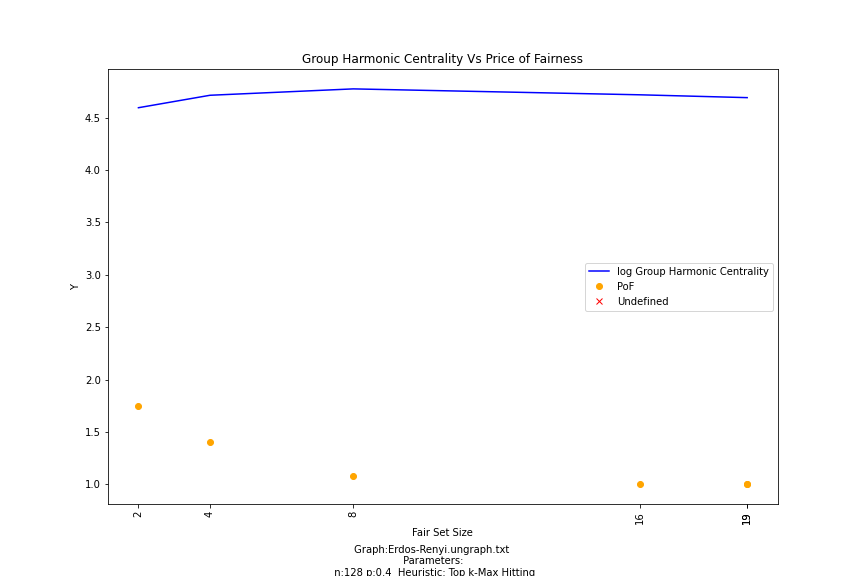 Group Harmonic Centrality Vs Price of Fairness
4.5
4.0
3.5
3.0
2.5
2.0
1.5
1.0
Y
log Group Harmonic Centrality
PoF
Undefined
2
4
8
16
19
19
Fair Set Size
Graph:Erdos-Renyi.ungraph.txt
Parameters:
n:128 p:0.4 Heuristic: Top k-Max Hitting